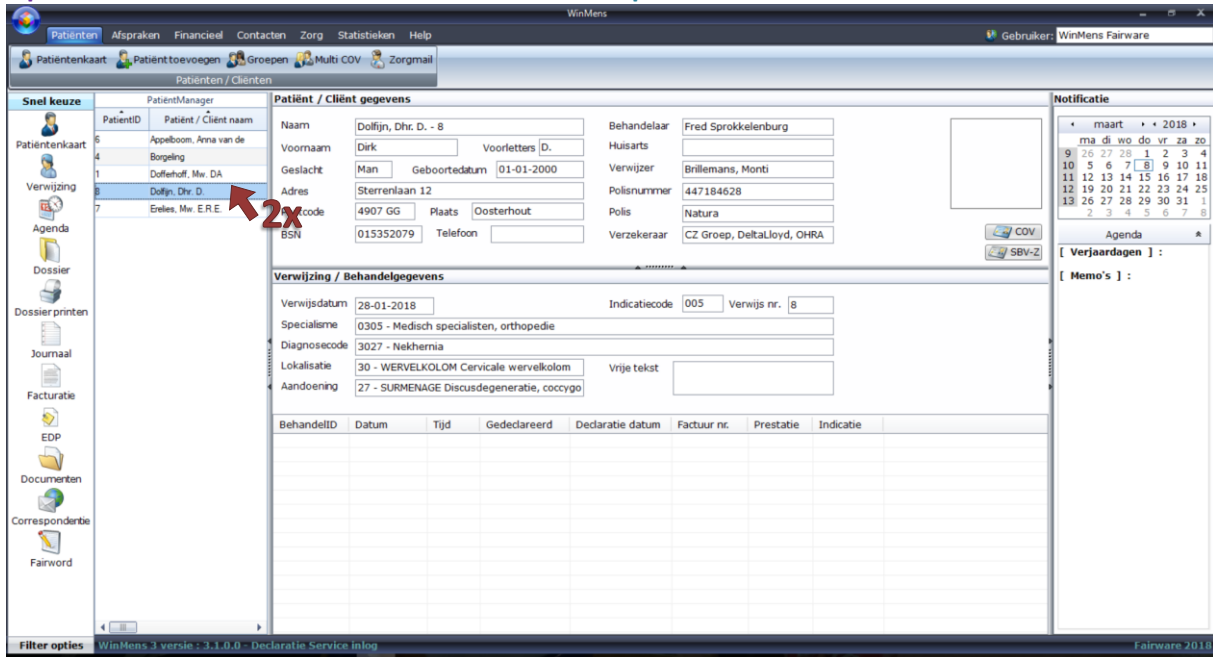 WinMens
Patiënten Afspraken Financieel Contacten Zorg Statistieken Help
Gebruiker: WinMens Fairware
Patiëntenkaart Patiënt toevoegen Groepen Multi COV Zorgmail
Patiënten / Cliënten
Snel keuze
Patiëntenkaart
Verwijzing
Agenda
Dossier
Dossier printen
Journaal
Facturatie
EDP
Documenten
Correspondentie
Fairword
Filter opties
PatiëntManager
PatientID Patiënt / Cliënt naam
6 Appelboom, Anna van de
4 Borgeling
1 Dofferhoff, Mw. DA
8 Dolfijn, Dhr. D.
7 Erelies, Mw. E.R.E.
2x
Patiënt / Cliënt gegevens
Naam Dolfijn, Dhr. D. - 8 Behandelaar Fred Sprokkelenburg
Voornaam Dirk Voorletters D. Huisarts
Geslacht Man Geboortedatum 01-01-2000 Verwijzer Brillemans, Monti
Adres Sterrenlaan 12 Polisnummer 447184628
code 4907 GG Plaats Oosterhout Polis Natura
BSN 015352079 Telefoon Verzekeraar CZ Groep, DeltaLloyd, OHRA
COV
SBV-Z
Verwijzing / Behandelgegevens
Verwijsdatum 28-01-2018 Indicatiecode 005 Verwijs nr. 8
Specialisme 0305 - Medisch specialisten, orthopedie
Diagnosecode 3027 - Nekhernia
Lokalisatie 30 - WERVELKOLOM Cervicale wervelkolom Vrije tekst
Aandoening 27 - SURMENAGE Discusdegeneratie, coccygo
BehandelID Datum Tijd Gedeclareerd Declaratie datum Factuur nr. Prestatie Indicatie
Notificatie
maart 2018
ma di wo do vr za zo
9 26 27 28 1 2 3 4
10 5 6 7 8 9 10 11
11 12 13 14 15 16 17 18
12 19 20 21 22 23 24 25
13 26 27 28 29 30 31 1
2 3 4 5 6 7 8
Agenda
[ Verjaardagen ] :
[ Memo's ] :
WinMens 3 versie : 3.1.0.0 - Declaratie Service inlog
Fairware 2018